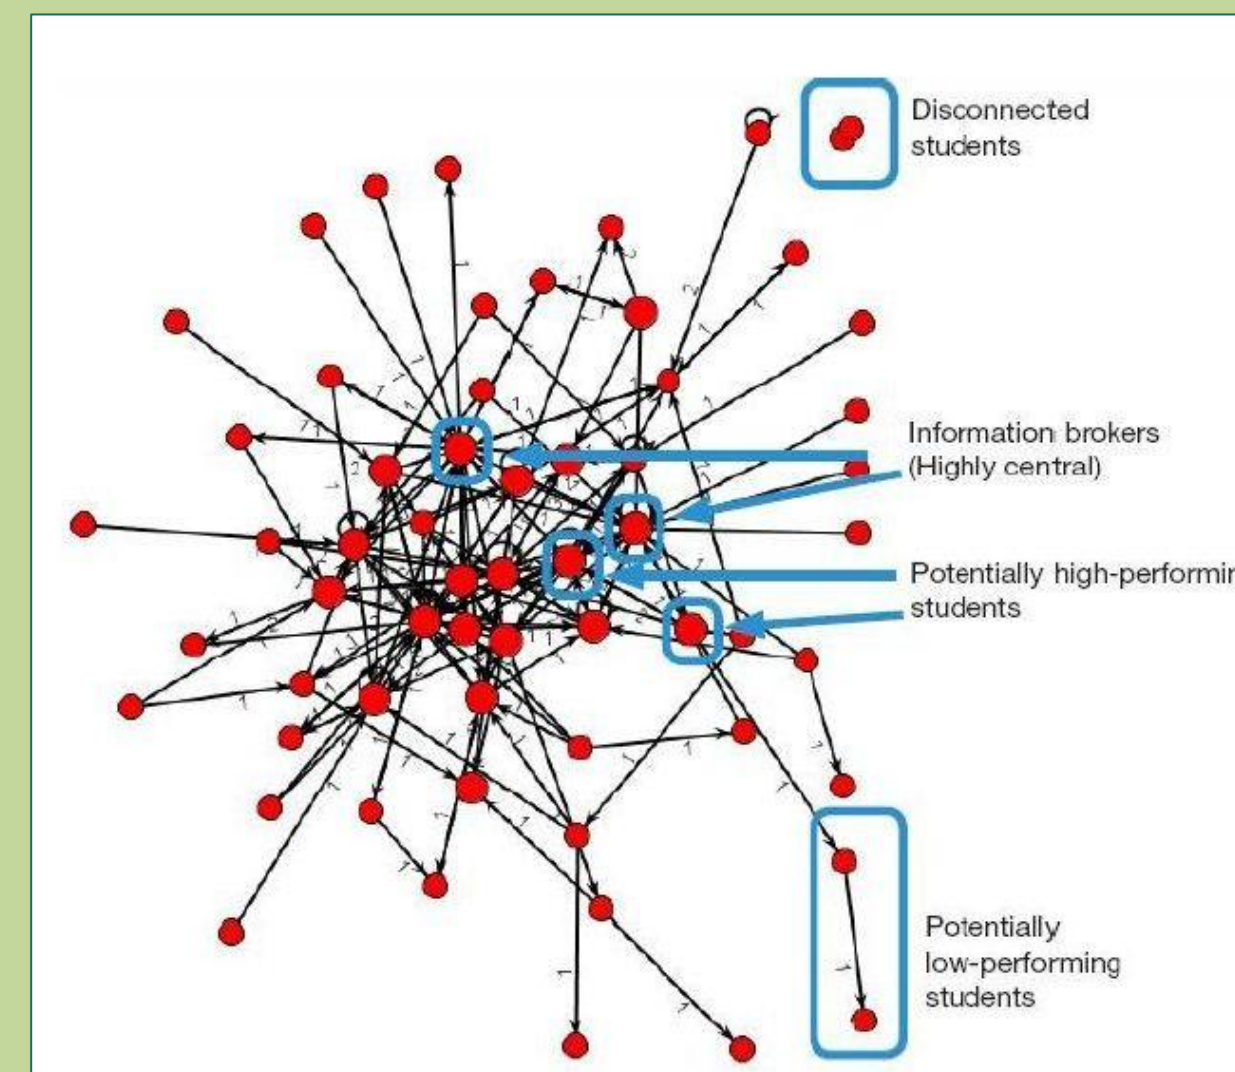 Disconnected
students
Information brokers
(Highly central)
Potentially high-performin
students
Potentially
low-performing
students